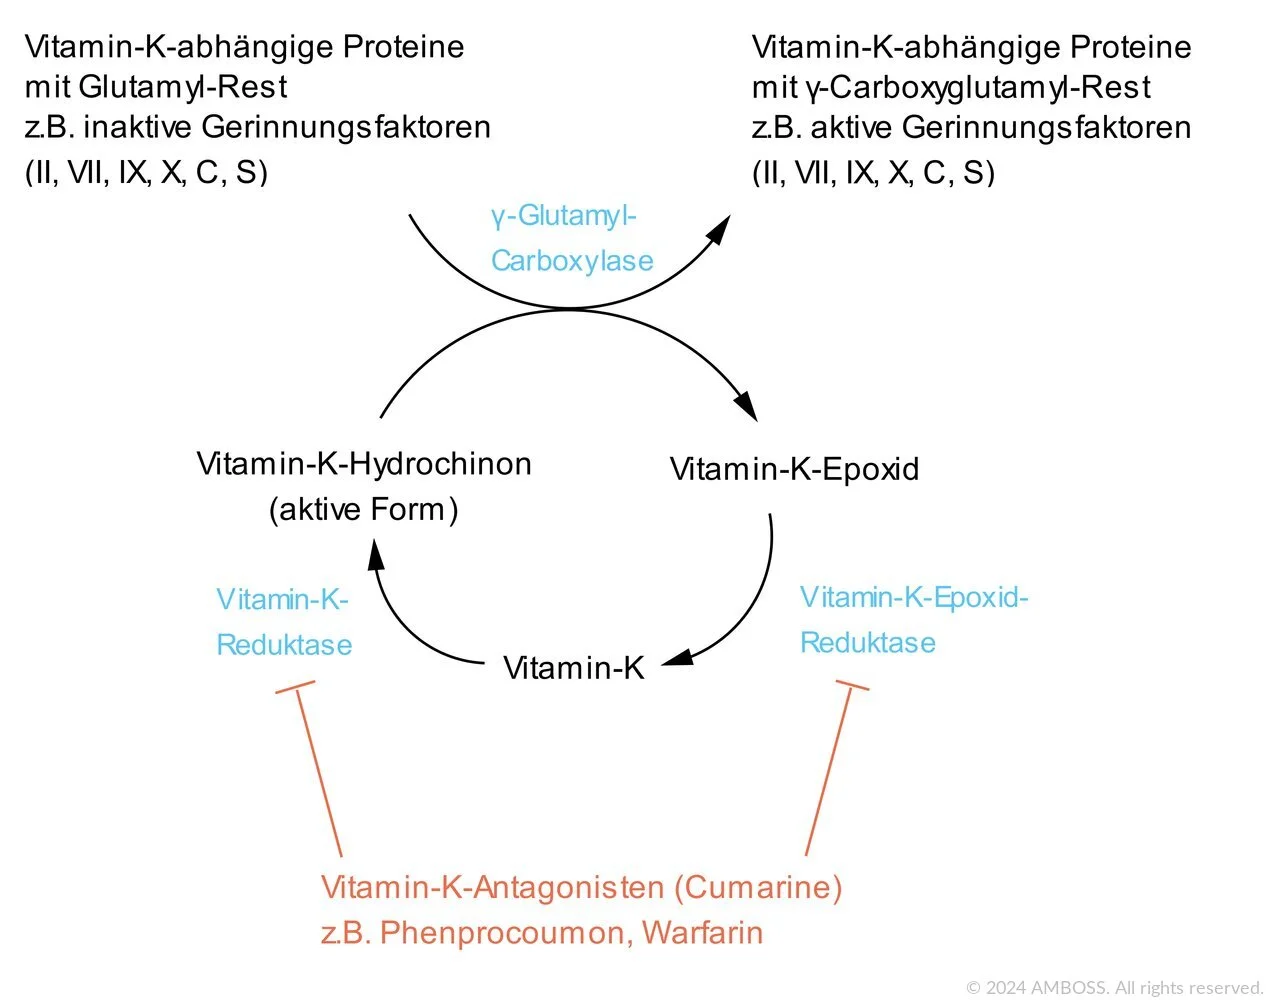 Vitamin-K-abhängige Proteine
mit Glutamyl-Rest
z.B. inaktive Gerinnungsfaktoren
(II, VII, IX, X, C, S)
Vitamin-K-abhängige Proteine
mit γ-Carboxyglutamyl-Rest
z.B. aktive Gerinnungsfaktoren
(II, VII, IX, X, C, S)
γ-Glutamyl-
Carboxylase
Vitamin-K-Hydrochinon
(aktive Form)
Vitamin-K-Epoxid
Vitamin-K-
Reduktase
Vitamin-K-Epoxid-
Reduktase
Vitamin-K
Vitamin-K-Antagonisten (Cumarine)
z.B. Phenprocoumon, Warfarin
© 2024 AMBOSS. All rights reserved.